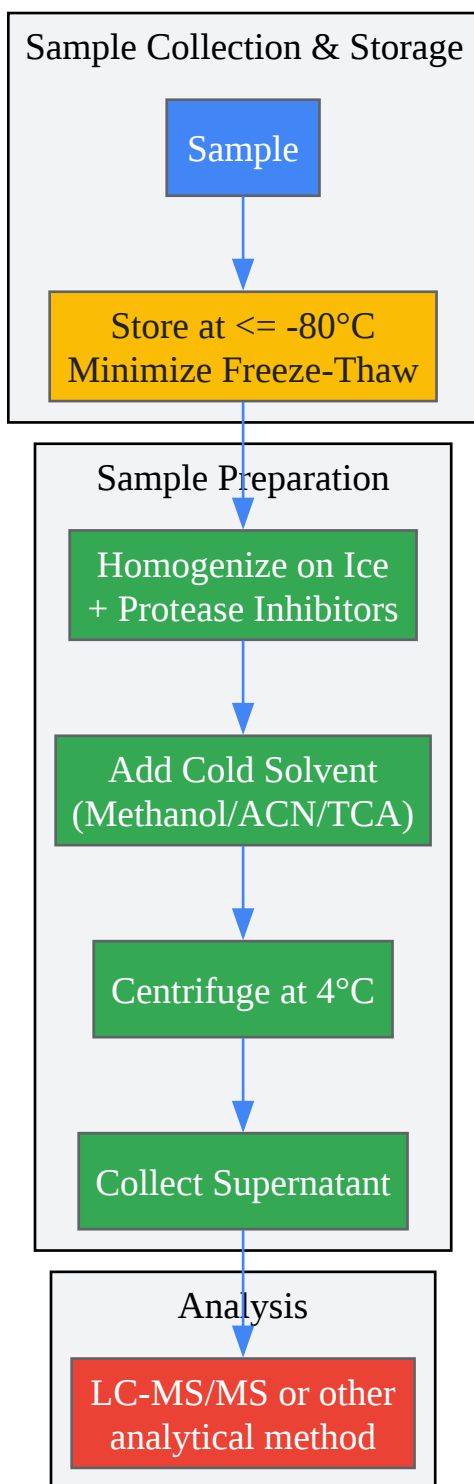 Sample Collection & Storage
Sample
Store at <= -80°C
Minimize Freeze-Thaw
Sample Preparation
Homogenize on Ice
+ Protease Inhibitors
Add Cold Solvent
(Methanol/ACN/TCA)
Centrifuge at 4°C
Collect Supernatant
Analysis
LC-MS/MS or other
analytical method